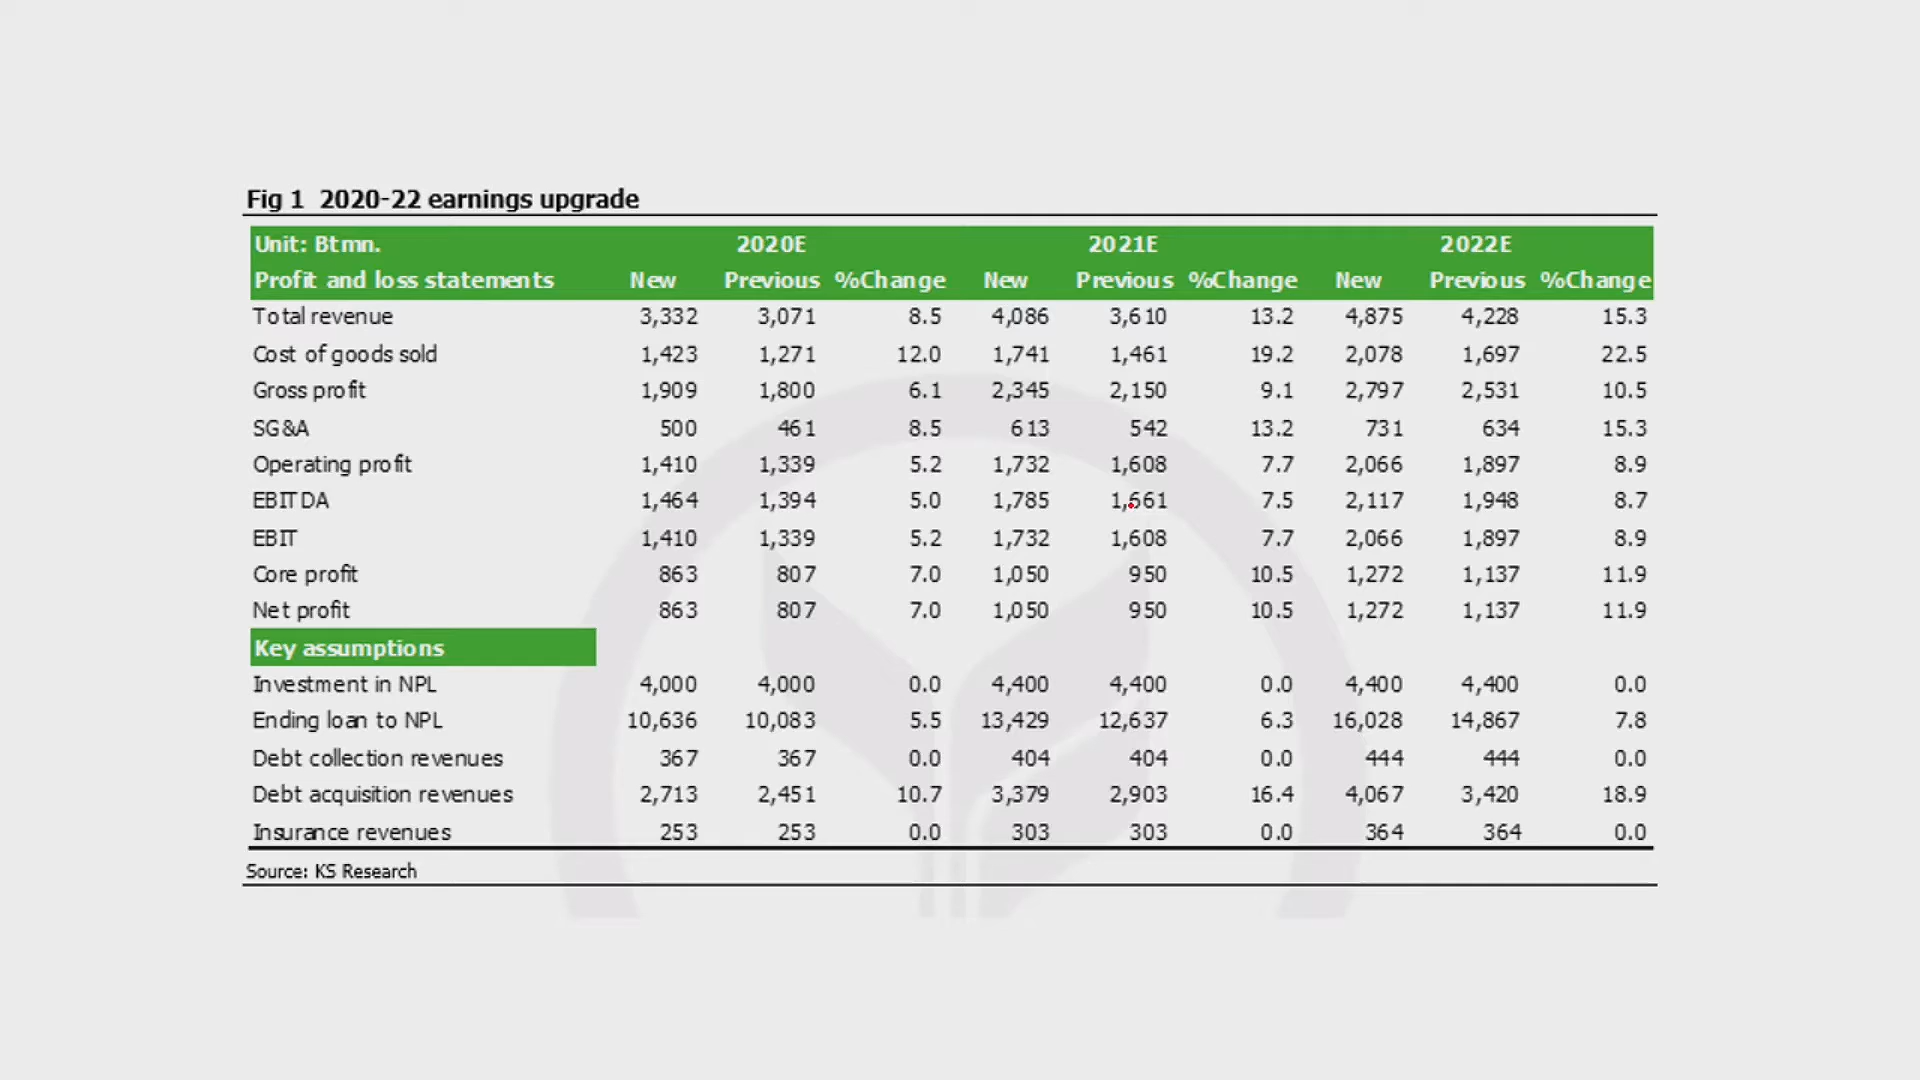 Fig 1 2020-22 earnings upgrade
Unit: Btmn. 2020E 2021E 2022E
Profit and loss statements New Previous %Change New Previous %Change New Previous %Change
Total revenue 3,332 3,071 8.5 4,086 3,610 13.2 4,875 4,228 15.3
Cost of goods sold 1,423 1,271 12.0 1,741 1,461 19.2 2,078 1,697 22.5
Gross profit 1,909 1,800 6.1 2,345 2,150 9.1 2,797 2,531 10.5
SG&A 500 461 8.5 613 542 13.2 731 634 15.3
Operating profit 1,410 1,339 5.2 1,732 1,608 7.7 2,066 1,897 8.9
EBITDA 1,464 1,394 5.0 1,785 1,661 7.5 2,117 1,948 8.7
EBIT 1,410 1,339 5.2 1,732 1,608 7.7 2,066 1,897 8.9
Core profit 863 807 7.0 1,050 950 10.5 1,272 1,137 11.9
Net profit 863 807 7.0 1,050 950 10.5 1,272 1,137 11.9
Key assumptions
Investment in NPL 4,000 4,000 0.0 4,400 4,400 0.0 4,400 4,400 0.0
Ending loan to NPL 10,636 10,083 5.5 13,429 12,637 6.3 16,028 14,867 7.8
Debt collection revenues 367 367 0.0 404 404 0.0 444 444 0.0
Debt acquisition revenues 2,713 2,451 10.7 3,379 2,903 16.4 4,067 3,420 18.9
Insurance revenues 253 253 0.0 303 303 0.0 364 364 0.0
Source: KS Research